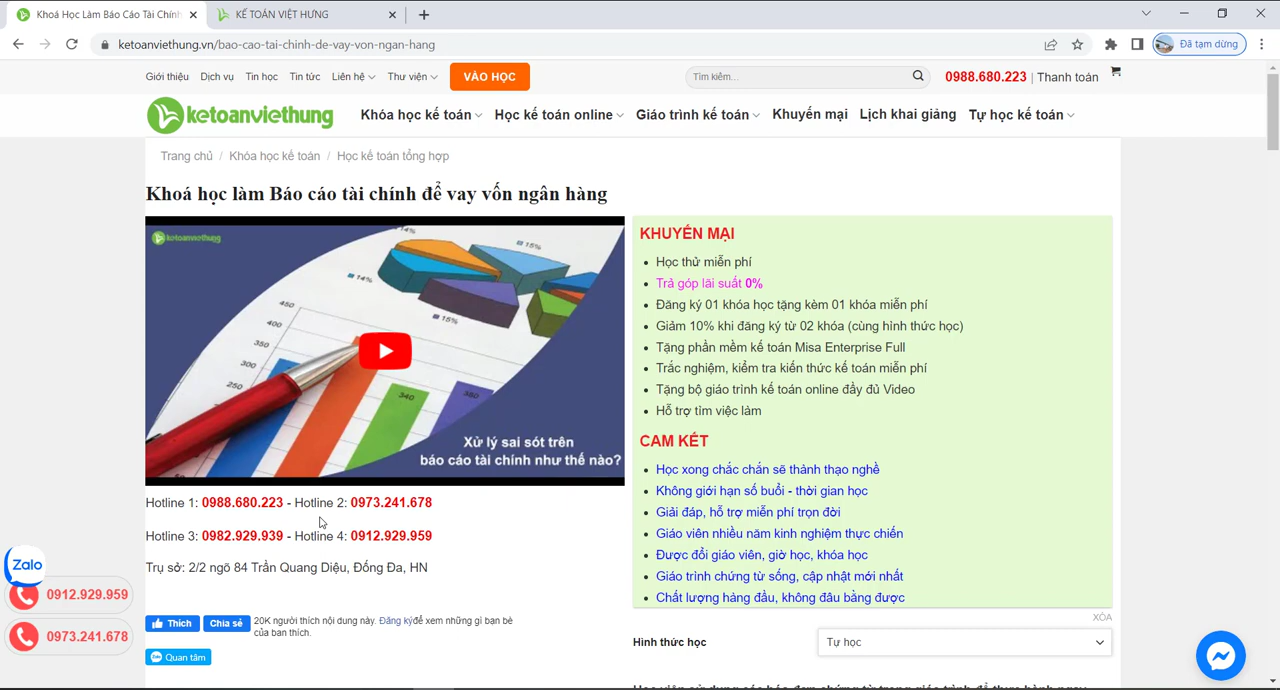 Khoá Học Làm Báo Cáo Tài Chính
KẾ TOÁN VIỆT HƯNG
ketoanviethung.vn/bao-cao-tai-chinh-de-vay-von-ngan-hang
Đã tạm dừng
Giới thiệu Dịch vụ Tin học Tin tức Liên hệ Thư viện VÀO HỌC Tìm kiếm... 0988.680.223 | Thanh toán
ketoanviethung Khóa học kế toán Học kế toán online Giáo trình kế toán Khuyến mại Lịch khai giảng Tự học kế toán
Trang chủ / Khóa học kế toán / Học kế toán tổng hợp
Khoá học làm Báo cáo tài chính để vay vốn ngân hàng
ketoanviethung
14%
15%
14%
15%
450
400
350
300
250
340
380
Xử lý sai sót trên
báo cáo tài chính như thế nào?
Hotline 1: 0988.680.223 - Hotline 2: 0973.241.678
Hotline 3: 0982.929.939 - Hotline 4: 0912.929.959
Trụ sở: 2/2 ngõ 84 Trần Quang Diệu, Đống Đa, HN
Zalo
0912.929.959
0973.241.678
Thích Chia sẻ 20K người thích nội dung này. Đăng ký để xem những gì bạn bè
của bạn thích.
Quan tâm
KHUYẾN MẠI
Học thử miễn phí
Trả góp lãi suất 0%
Đăng ký 01 khóa học tặng kèm 01 khóa miễn phí
Giảm 10% khi đăng ký từ 02 khóa (cùng hình thức học)
Tặng phần mềm kế toán Misa Enterprise Full
Trắc nghiệm, kiểm tra kiến thức kế toán miễn phí
Tặng bộ giáo trình kế toán online đầy đủ Video
Hỗ trợ tìm việc làm
CAM KẾT
Học xong chắc chắn sẽ thành thạo nghề
Không giới hạn số buổi - thời gian học
Giải đáp, hỗ trợ miễn phí trọn đời
Giáo viên nhiều năm kinh nghiệm thực chiến
Được đổi giáo viên, giờ học, khóa học
Giáo trình chứng từ sống, cập nhật mới nhất
Chất lượng hàng đầu, không đâu bằng được
XÓA
Hình thức học Tự học